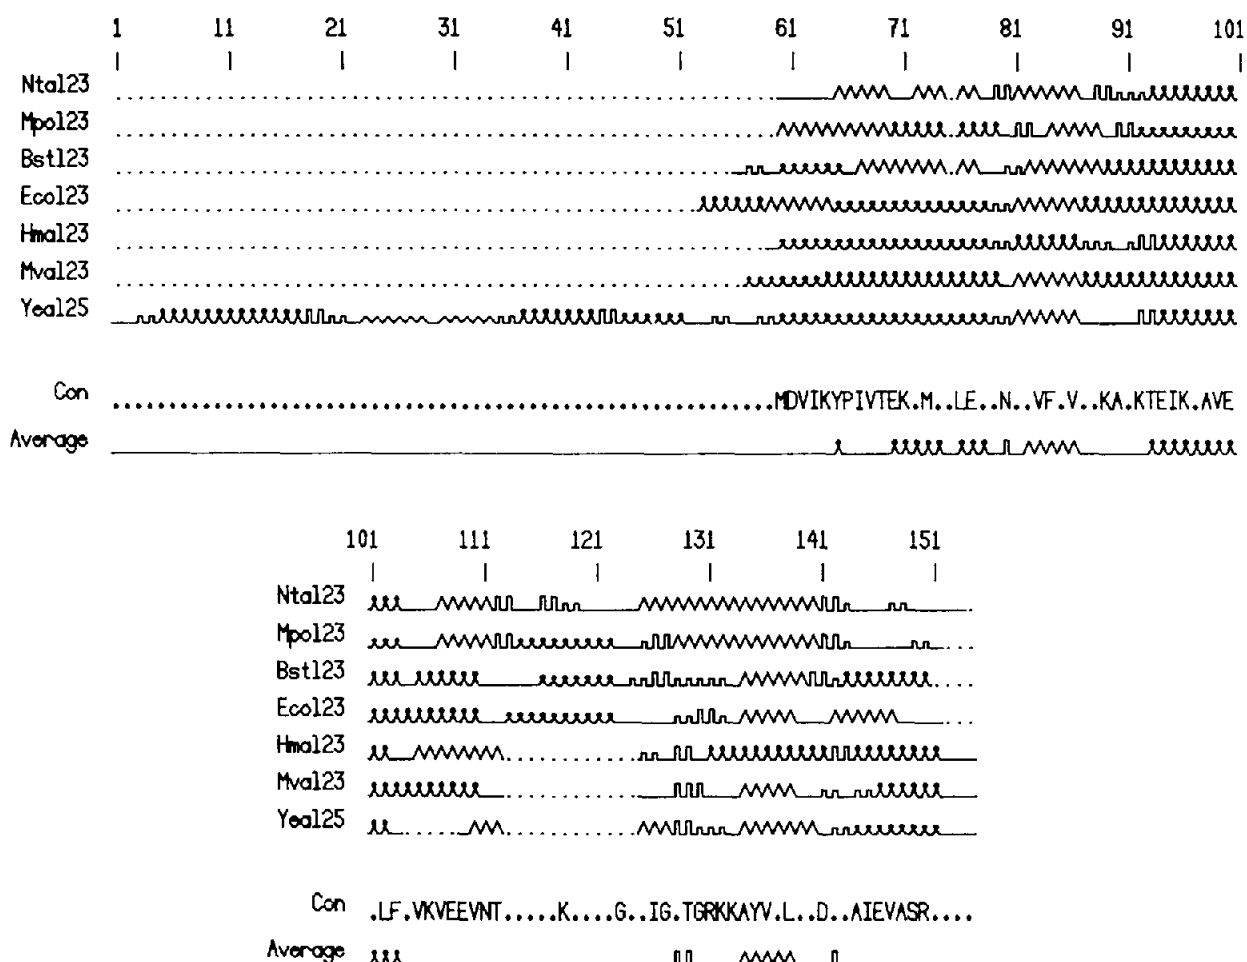 1 11 21 31 41 51 61 71 81 91 101
Ntal23
Mpol23
Bstl23
Ecol23
Hmal23
Mval23
Yeal25
Con ...........................................................MDVIKYPIVTEK.M..LE..N..VF.V..KA.KTEIK.AVE
Average
101 111 121 131 141 151
Ntal23
Mpol23
Bstl23
Ecol23
Hmal23
Mval23
Yeal25
Con .LF.VKVEEVNT.....K....G..IG.TGRKKAYV.L..D..AIEVASR....
Average